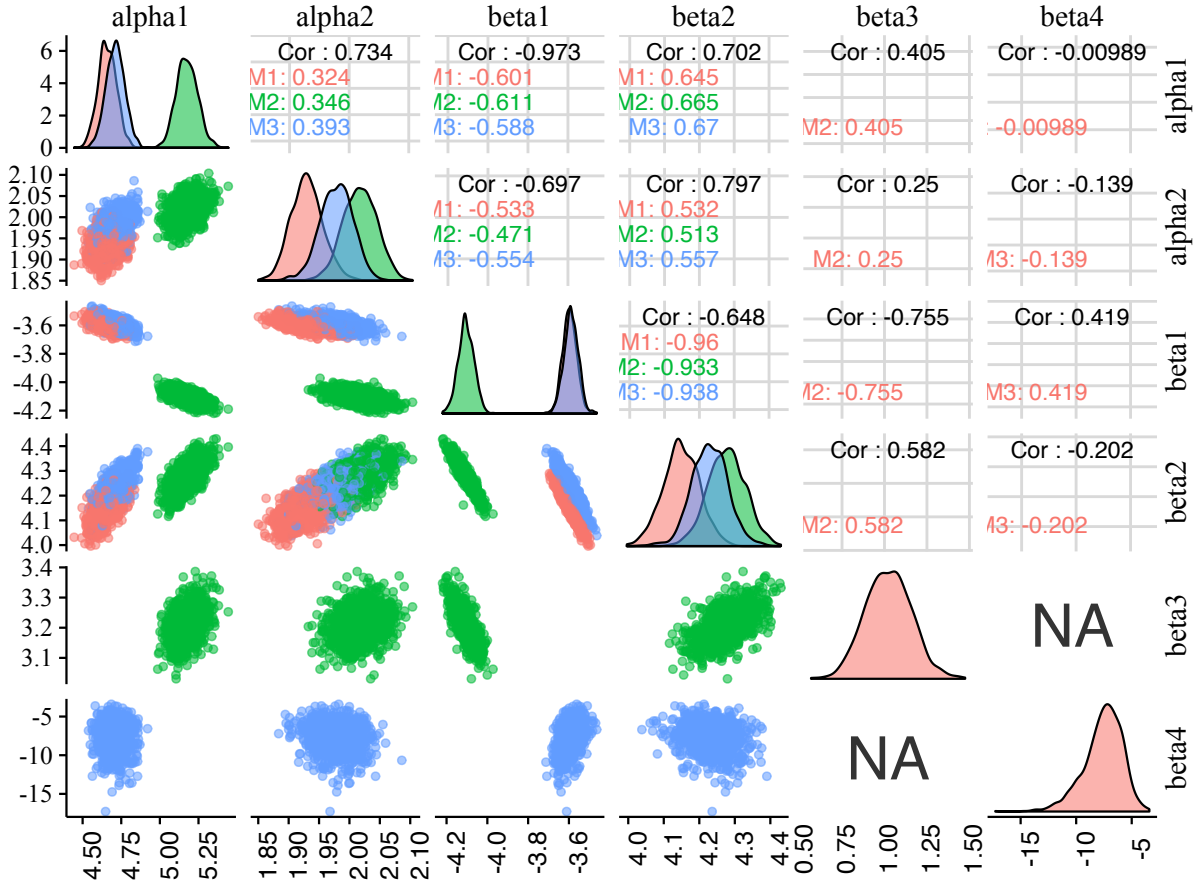 alpha1 alpha2 beta1 beta2 beta3 beta4
6
4
2
0
Cor : 0.734
M1: 0.324
M2: 0.346
M3: 0.393
Cor : -0.973
M1: -0.601
M2: -0.611
M3: -0.588
Cor : 0.702
M1: 0.645
M2: 0.665
M3: 0.67
Cor : 0.405
M2: 0.405
Cor : -0.00989
: -0.00989
alpha1
2.10
2.05
2.00
1.95
1.90
1.85
Cor : -0.697
M1: -0.533
M2: -0.471
M3: -0.554
Cor : 0.797
M1: 0.532
M2: 0.513
M3: 0.557
Cor : 0.25
M2: 0.25
Cor : -0.139
M3: -0.139
alpha2
-3.6
-3.8
-4.0
-4.2
Cor : -0.648
M1: -0.96
M2: -0.933
M3: -0.938
Cor : -0.755
M2: -0.755
Cor : 0.419
M3: 0.419
beta1
4.4
4.3
4.2
4.1
4.0
Cor : 0.582
M2: 0.582
Cor : -0.202
M3: -0.202
beta2
3.4
3.3
3.2
3.1
NA
beta3
-5
-10
-15
NA
beta4
4.50 4.75 5.00 5.25
1.85 1.90 1.95 2.00 2.05 2.10
-4.2 -4.0 -3.8 -3.6
4.0 4.1 4.2 4.3 4.4
0.50 0.75 1.00 1.25 1.50
-15 -10 -5